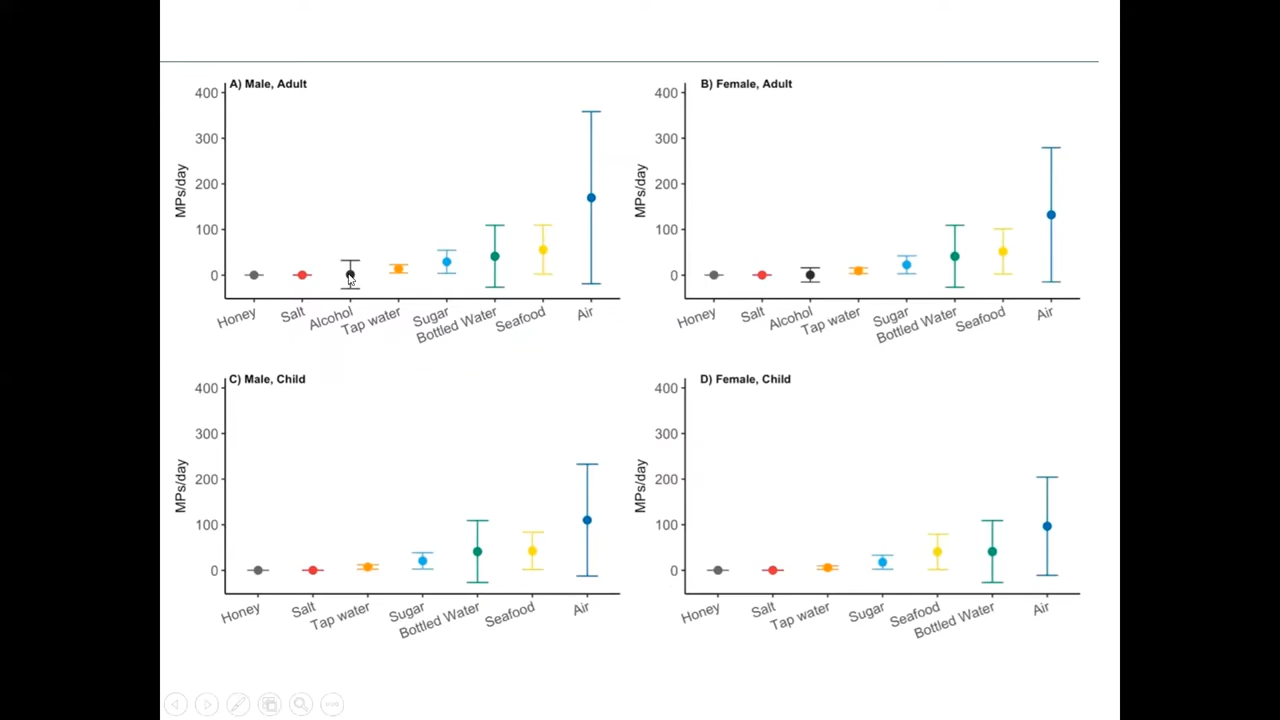 A) Male, Adult
400
300
200
100
0
MPs/day
Honey
Salt
Alcohol
Tap water
Sugar
Bottled Water
Seafood
Air
B) Female, Adult
400
300
200
100
0
MPs/day
Honey
Salt
Alcohol
Tap water
Sugar
Bottled Water
Seafood
Air
C) Male, Child
400
300
200
100
0
MPs/day
Honey
Salt
Tap water
Sugar
Bottled Water
Seafood
Air
D) Female, Child
400
300
200
100
0
MPs/day
Honey
Salt
Tap water
Sugar
Seafood
Bottled Water
Air